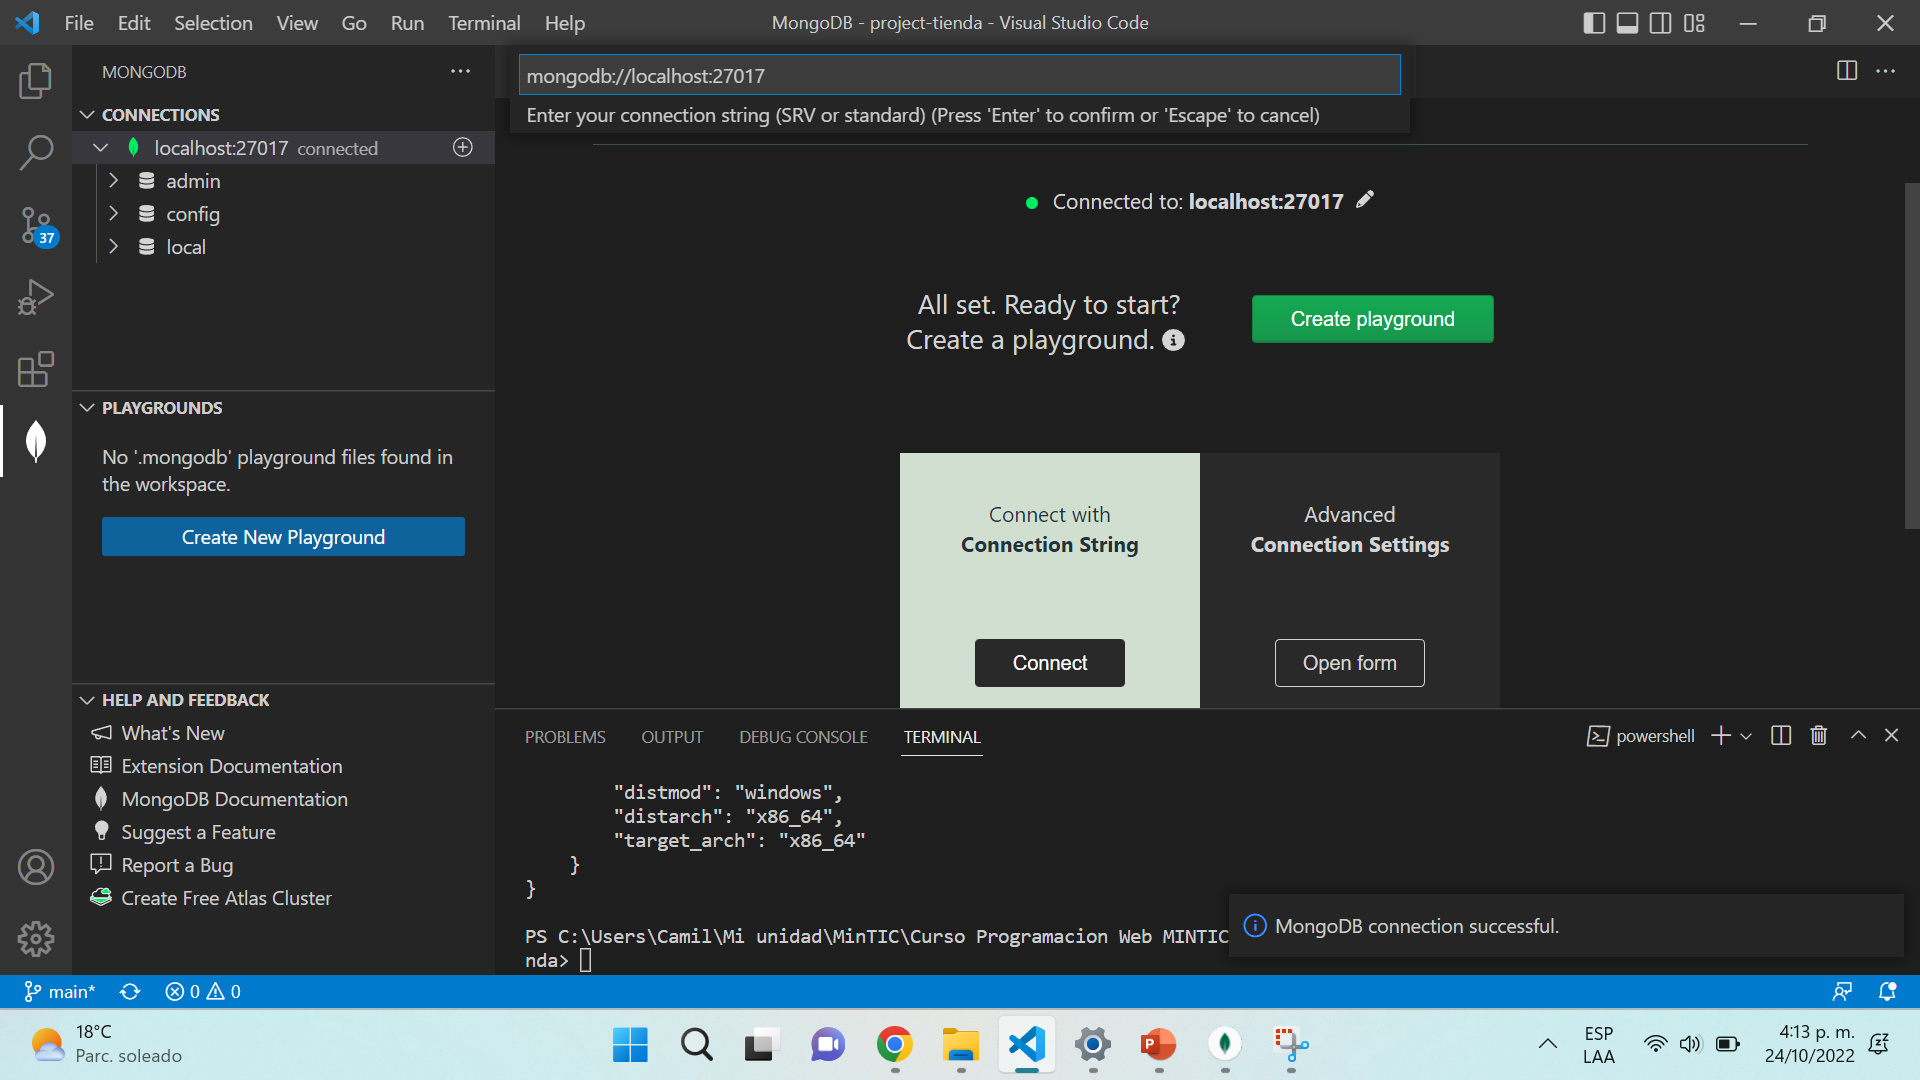 File Edit Selection View Go Run Terminal Help
MongoDB - project-tienda - Visual Studio Code
MONGODB
CONNECTIONS
localhost:27017 connected
admin
config
local
37
PLAYGROUNDS
No '.mongodb' playground files found in
the workspace.
Create New Playground
HELP AND FEEDBACK
What's New
Extension Documentation
MongoDB Documentation
Suggest a Feature
Report a Bug
Create Free Atlas Cluster
mongodb://localhost:27017
Enter your connection string (SRV or standard) (Press 'Enter' to confirm or 'Escape' to cancel)
Connected to: localhost:27017
All set. Ready to start?
Create a playground.
Create playground
Connect with
Connection String
Connect
Advanced
Connection Settings
Open form
PROBLEMS OUTPUT DEBUG CONSOLE TERMINAL
powershell
"distmod": "windows",
"distarch": "x86_64",
"target_arch": "x86_64"
}
}
PS C:\Users\Camil\Mi unidad\MinTIC\Curso Programacion Web MINTIC
nda>
MongoDB connection successful.
main* 0 0
18°C
Parc. soleado
ESP
LAA
4:13 p. m.
24/10/2022